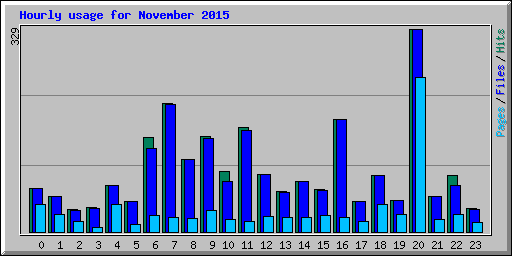 Hourly usage for November 2015
329
Pages / Files / Hits
0 1 2 3 4 5 6 7 8 9 10 11 12 13 14 15 16 17 18 19 20 21 22 23